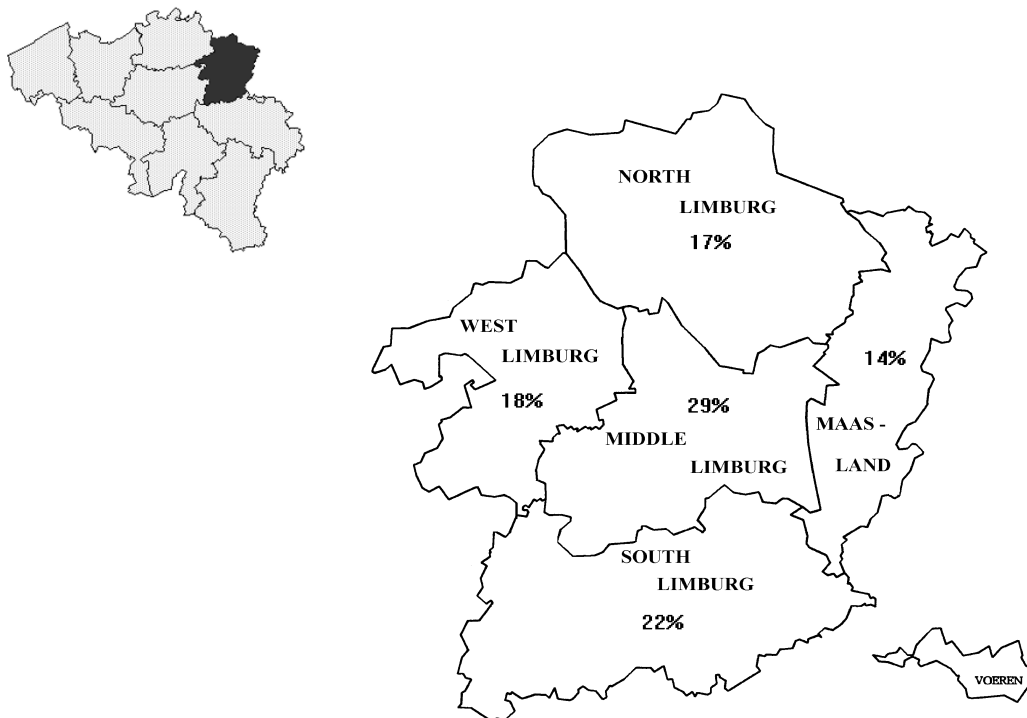 NORTH
LIMBURG
17%
WEST
LIMBURG
18%
29%
MIDDLE
LIMBURG
14%
MAAS -
LAND
SOUTH
LIMBURG
22%
VOEREN